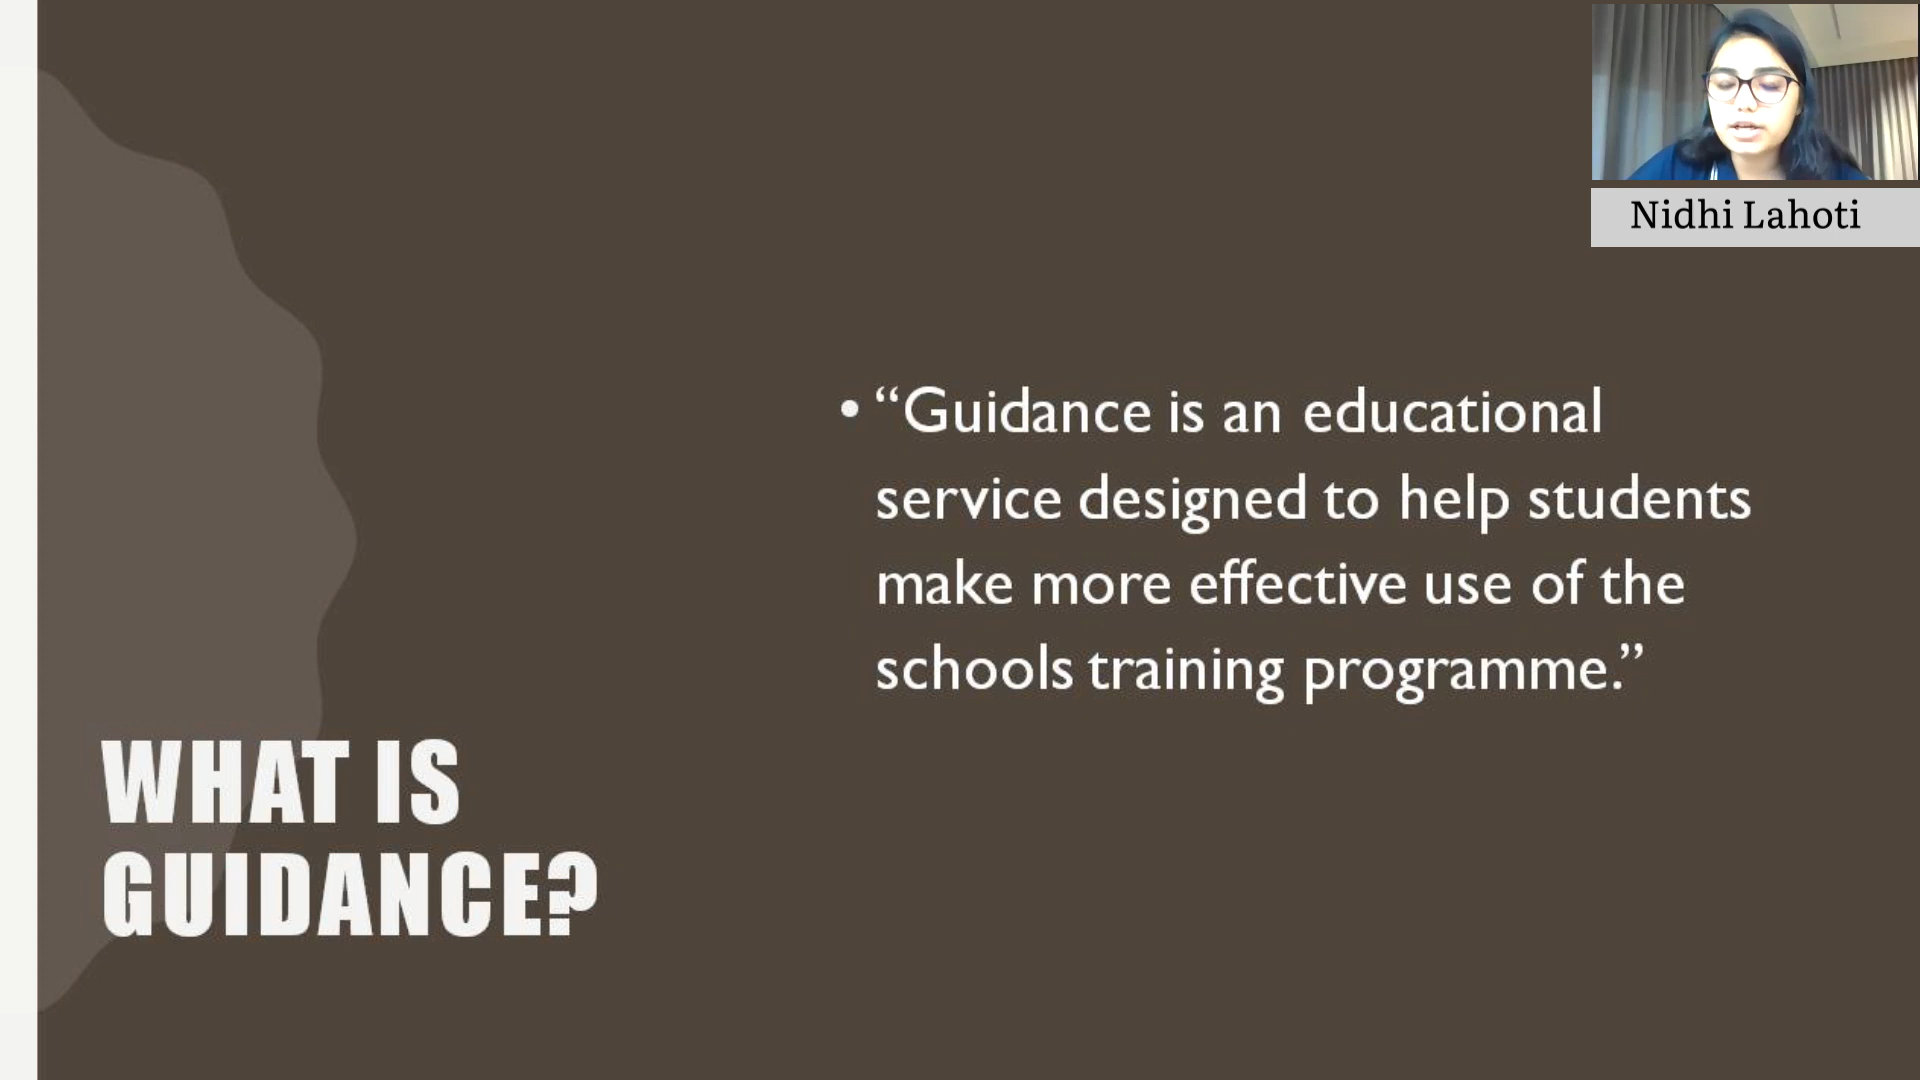 Nidhi Lahoti
• “Guidance is an educational
service designed to help students
make more effective use of the
schools training programme.”
WHAT IS
GUIDANCE?